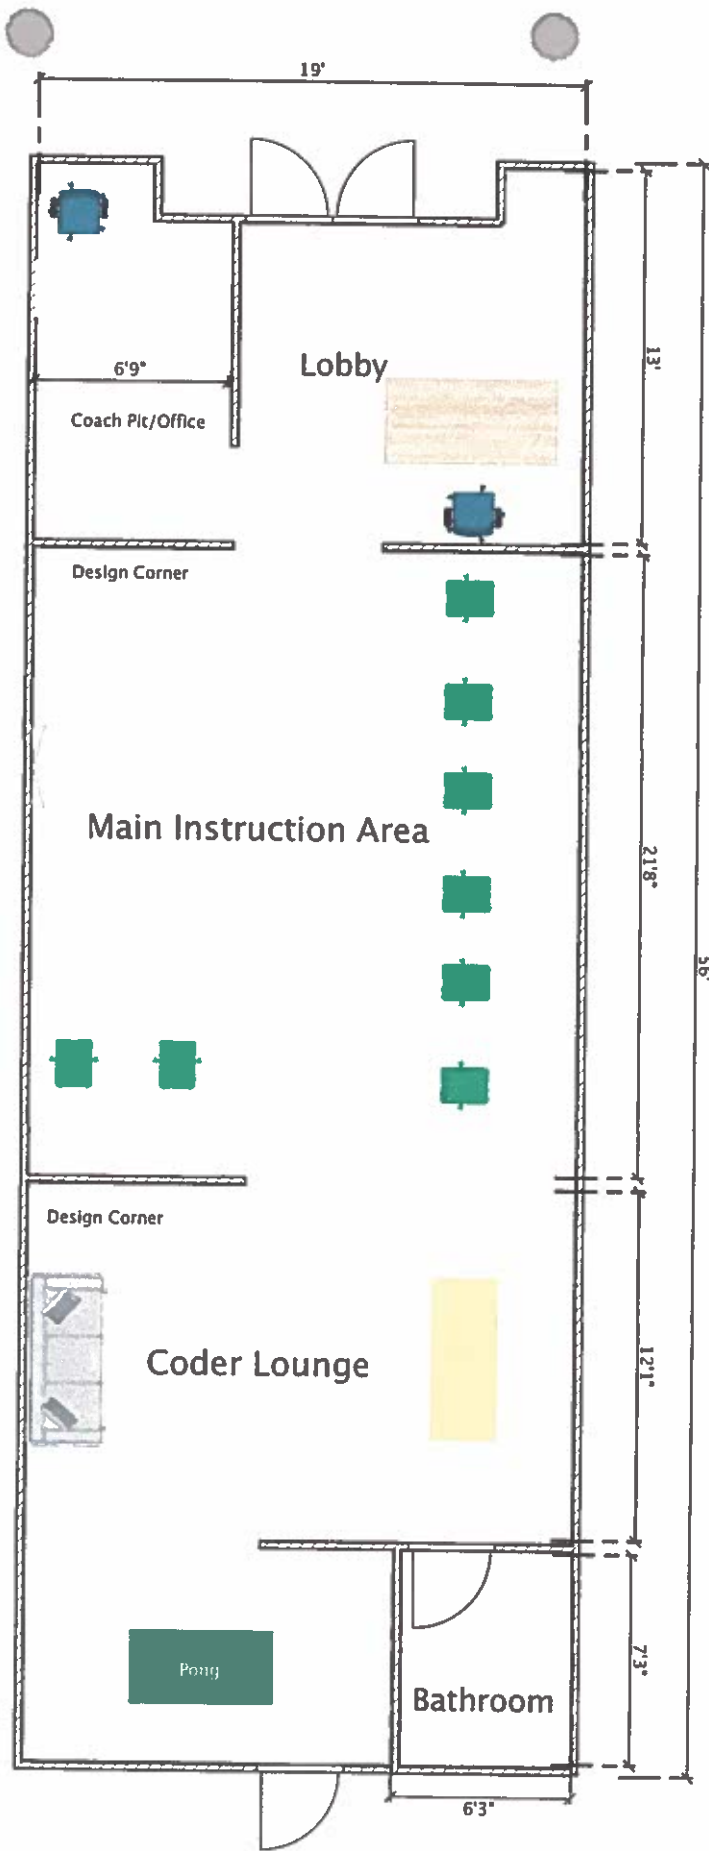 19'
Lobby
13'
6'9"
Coach Pit/Office
Design Corner
Main Instruction Area
21'8"
56'
Design Corner
Coder Lounge
12'1"
Pong
7'3"
Bathroom
6'3"